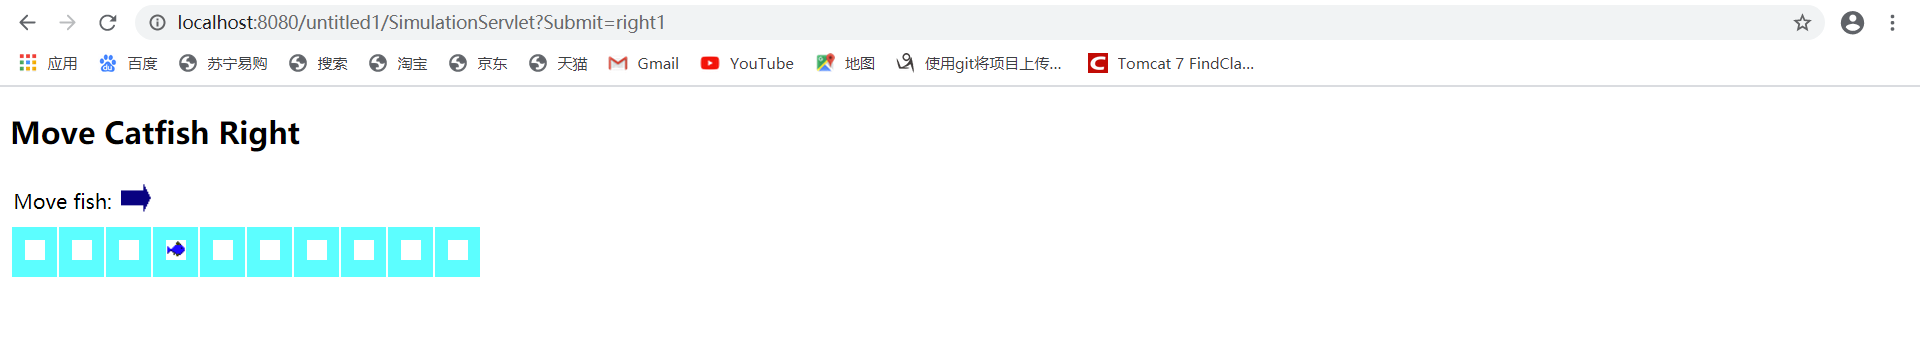 localhost:8080/untitled1/SimulationServlet?Submit=right1
应用 百度 苏宁易购 搜索 淘宝 京东 天猫 Gmail YouTube 地图 使用git将项目上传... Tomcat 7 FindCla...
Move Catfish Right
Move fish: